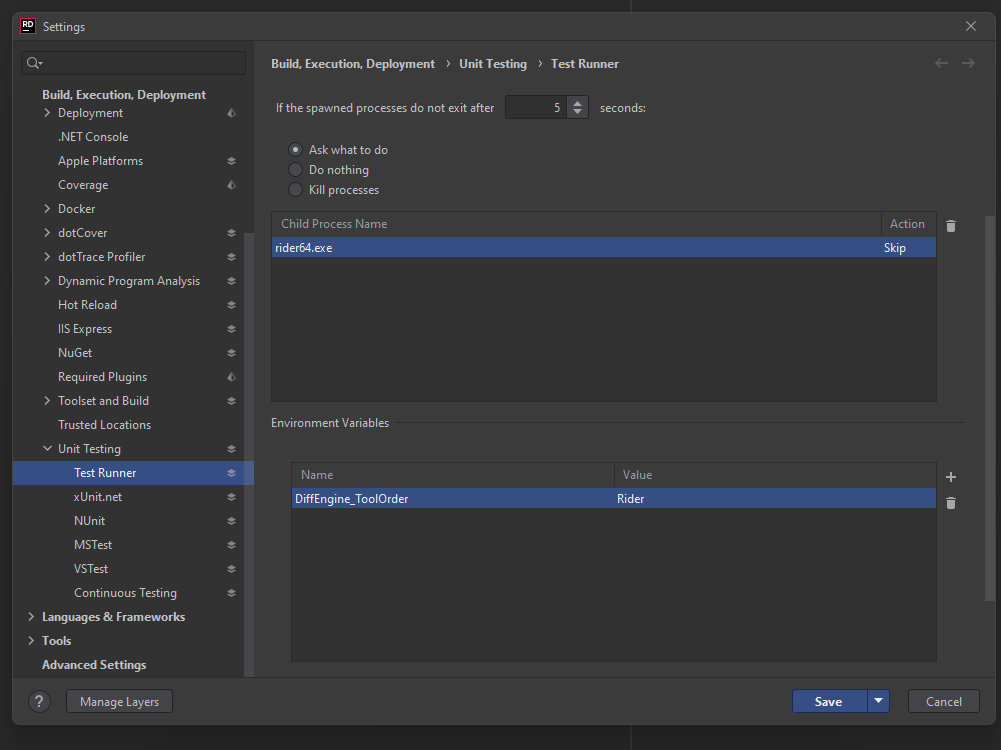 RD Settings
Build, Execution, Deployment
Deployment
.NET Console
Apple Platforms
Coverage
Docker
dotCover
dotTrace Profiler
Dynamic Program Analysis
Hot Reload
IIS Express
NuGet
Required Plugins
Toolset and Build
Trusted Locations
Unit Testing
Test Runner
xUnit.net
NUnit
MSTest
VSTest
Continuous Testing
Languages & Frameworks
Tools
Advanced Settings
Build, Execution, Deployment › Unit Testing › Test Runner
If the spawned processes do not exit after 5 seconds:
Ask what to do
Do nothing
Kill processes
Child Process Name Action
rider64.exe Skip
Environment Variables
Name Value
DiffEngine_ToolOrder Rider
? Manage Layers Save Cancel